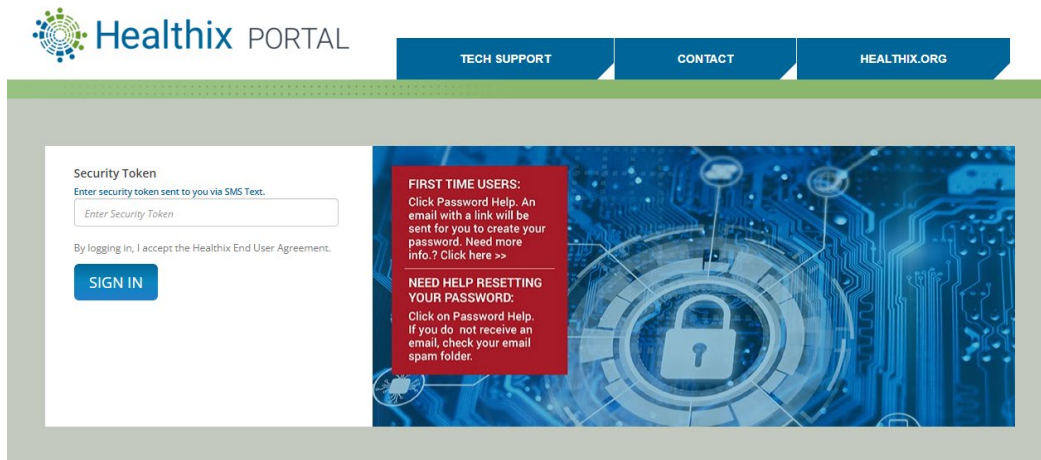 Healthix PORTAL
TECH SUPPORT
CONTACT
HEALTHIX.ORG
Security Token
Enter security token sent to you via SMS Text.
Enter Security Token
By logging in, I accept the Healthix End User Agreement.
SIGN IN
FIRST TIME USERS:
Click Password Help. An
email with a link will be
sent for you to create your
password. Need more
info.? Click here >>
NEED HELP RESETTING
YOUR PASSWORD:
Click on Password Help.
If you do not receive an
email, check your email
spam folder.